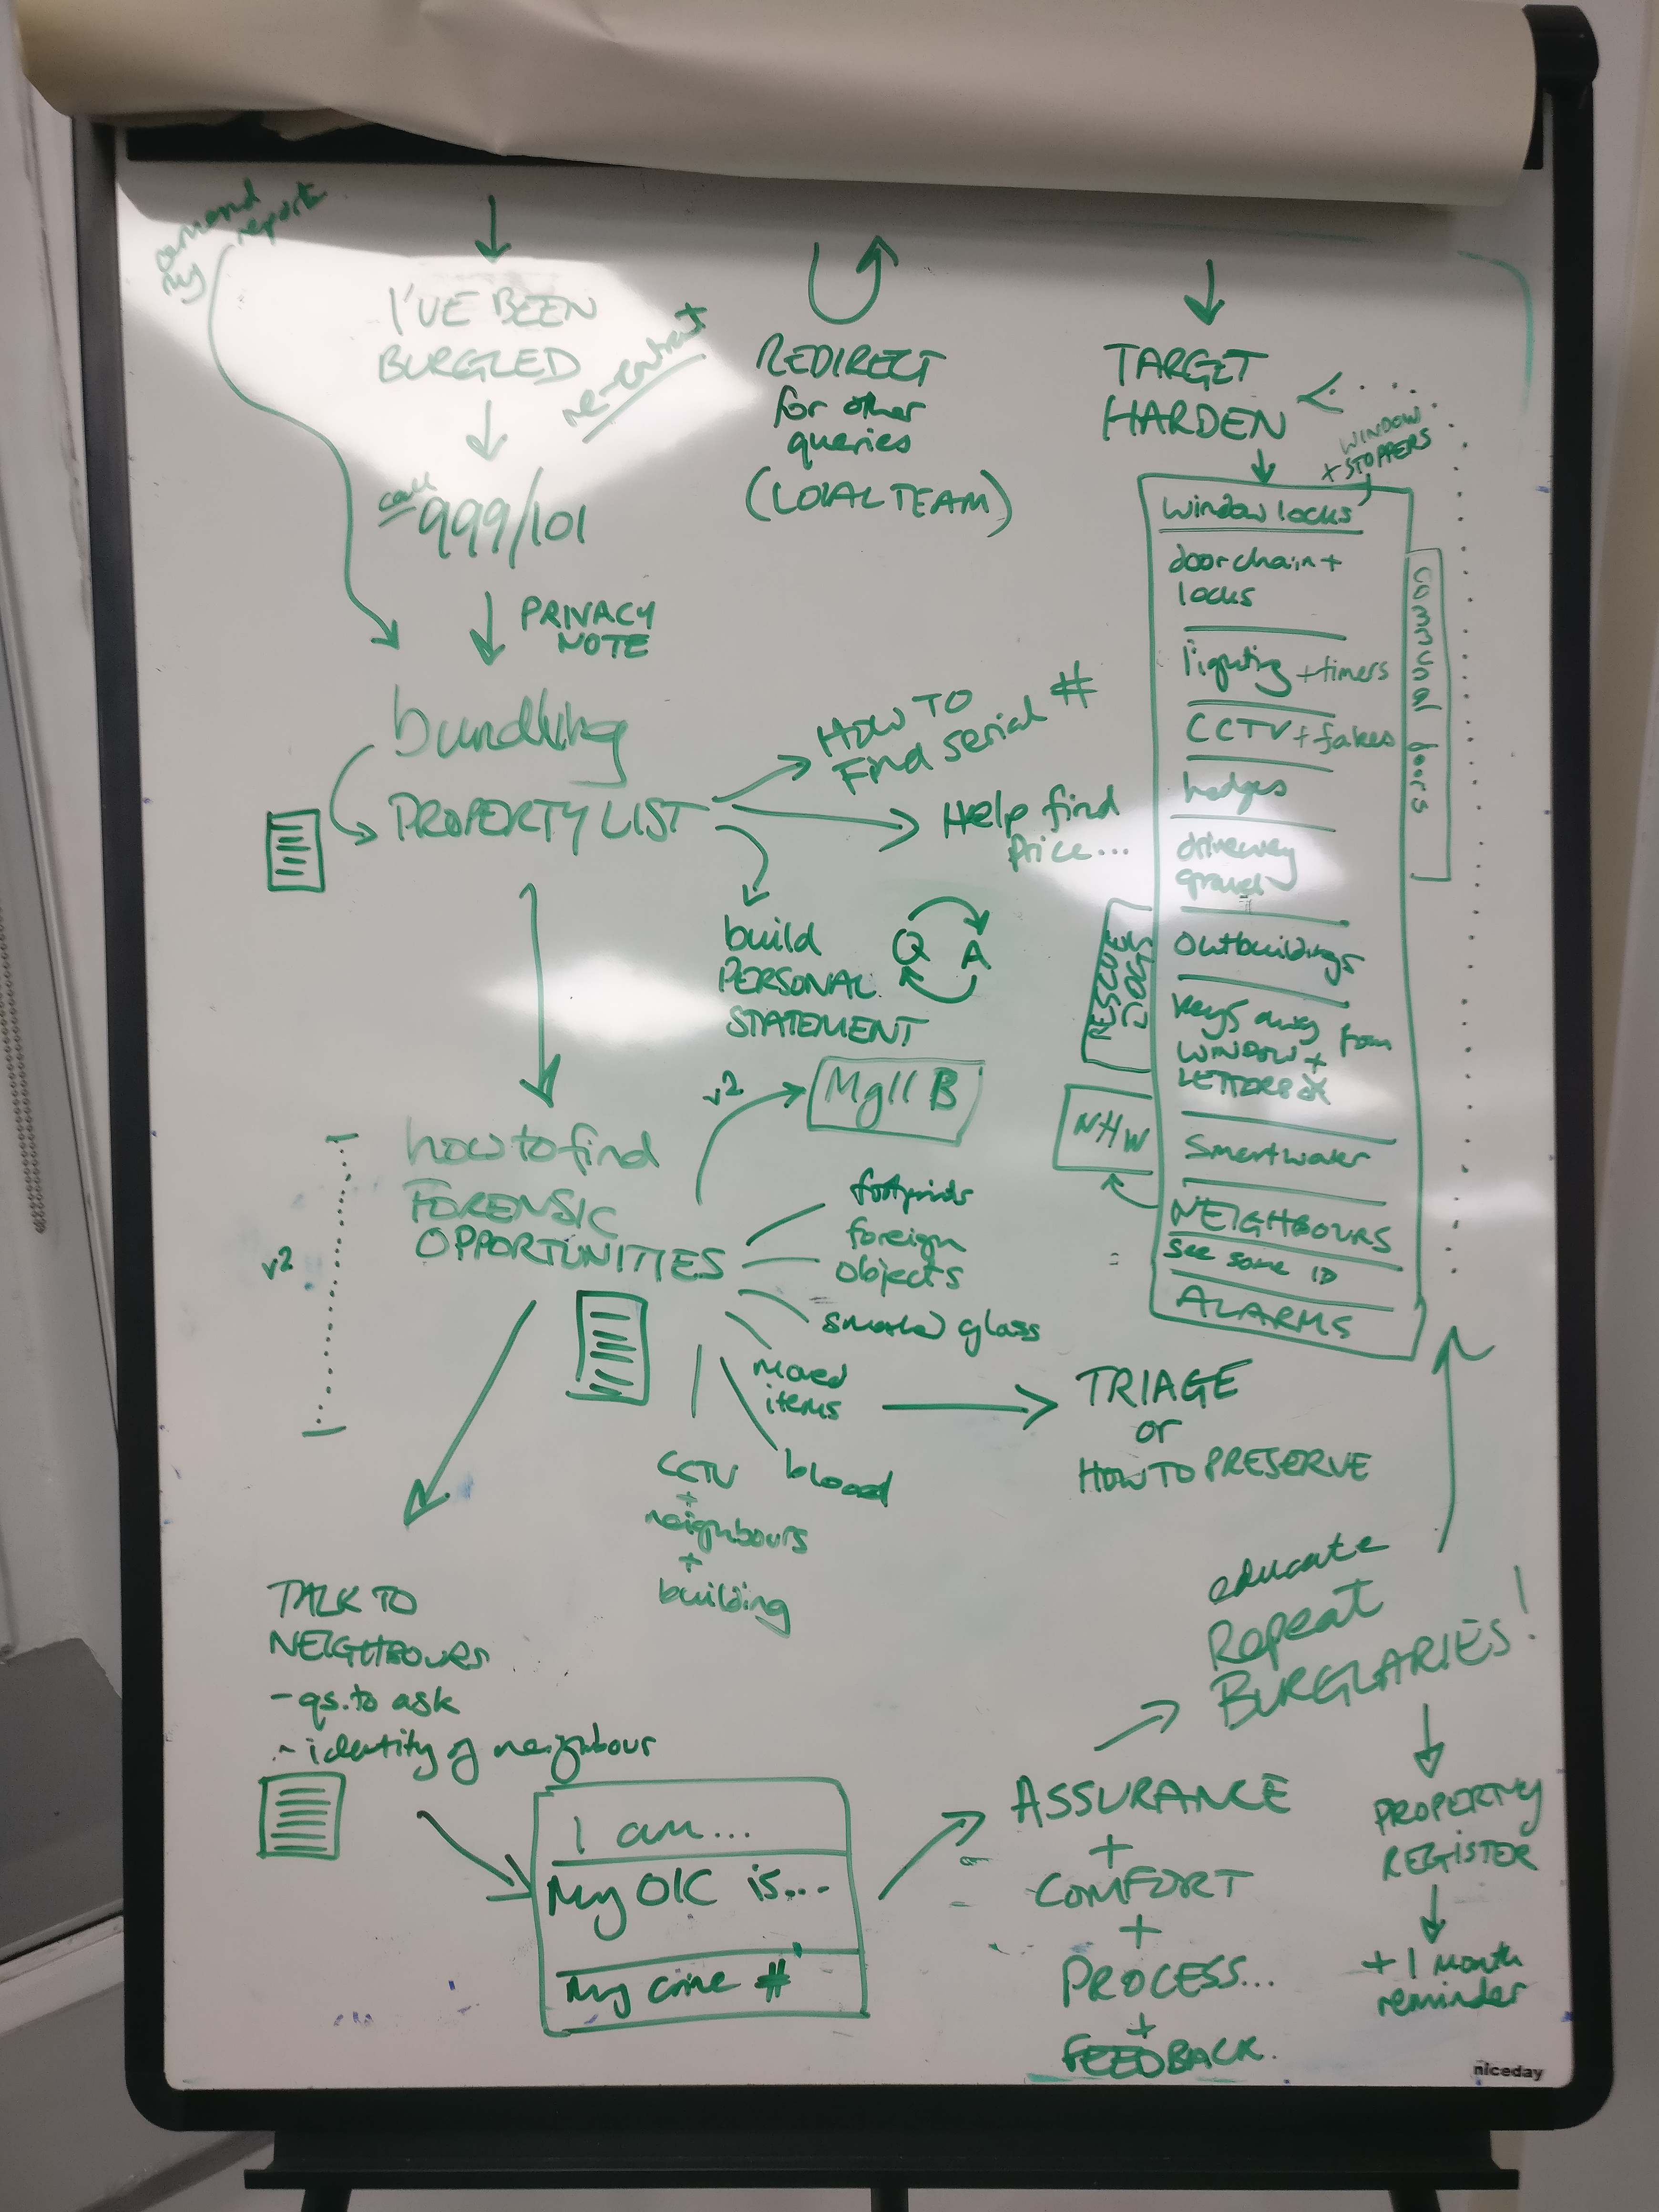 amend
my
report
I'VE BEEN
BURGLED
re-entrant
call
999/101
PRIVACY
NOTE
bundling
PROPERTY LIST
HOW TO
Find serial #
Help find
Price...
build
PERSONAL
STATEMENT
Q A
REDIRECT
for other
queries
(LOCAL TEAM)
TARGET
HARDEN
WINDOW
+ STOPPERS
window locks
door chain +
locks
lighting + timers
CCTV + fakes
hedges
driveway
gravel
Outbuildings
keys away from
WINDOW +
LETTERBOX
Smartwater
NEIGHBOURS
see some ID
ALARMS
communal doors
RESCUE
DOGS
NHW
v2
Mg11 B
how to find
FORENSIC
OPPORTUNITIES
v2
footprints
foreign
objects
smashed glass
moved
items
blood
CCTV
+
neighbours
+
building
TRIAGE
or
HOW TO PRESERVE
TALK TO
NEIGHBOURS
- qs. to ask
- identity of neighbour
I am...
My OIC is...
My crime #
ASSURANCE
+
COMFORT
+
PROCESS...
+
FEEDBACK.
educate
Repeat
BURGLARIES!
PROPERTY
REGISTER
+ 1 month
reminder
niceday